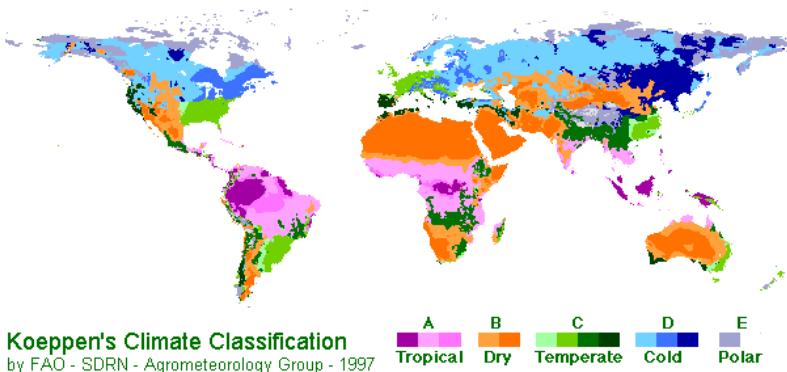 Koeppen's Climate Classification
by FAO - SDRN - Agrometeorology Group - 1997
A B C D E
Tropical Dry Temperate Cold Polar